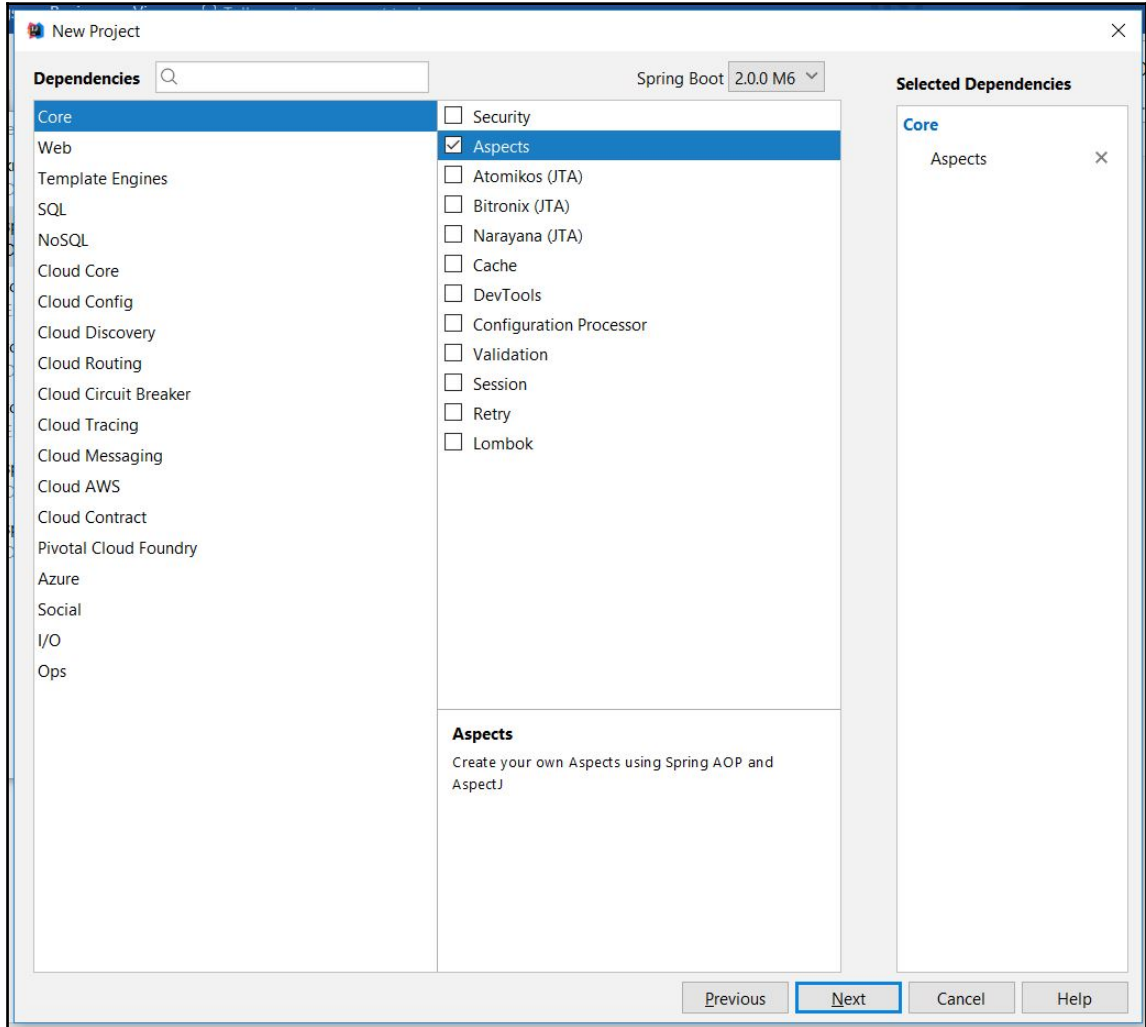 New Project
Dependencies
Spring Boot 2.0.0 M6
Selected Dependencies
Core
Web
Template Engines
SQL
NoSQL
Cloud Core
Cloud Config
Cloud Discovery
Cloud Routing
Cloud Circuit Breaker
Cloud Tracing
Cloud Messaging
Cloud AWS
Cloud Contract
Pivotal Cloud Foundry
Azure
Social
I/O
Ops
Security
Aspects
Atomikos (JTA)
Bitronix (JTA)
Narayana (JTA)
Cache
DevTools
Configuration Processor
Validation
Session
Retry
Lombok
Aspects
Create your own Aspects using Spring AOP and
AspectJ
Core
Aspects
Previous
Next
Cancel
Help